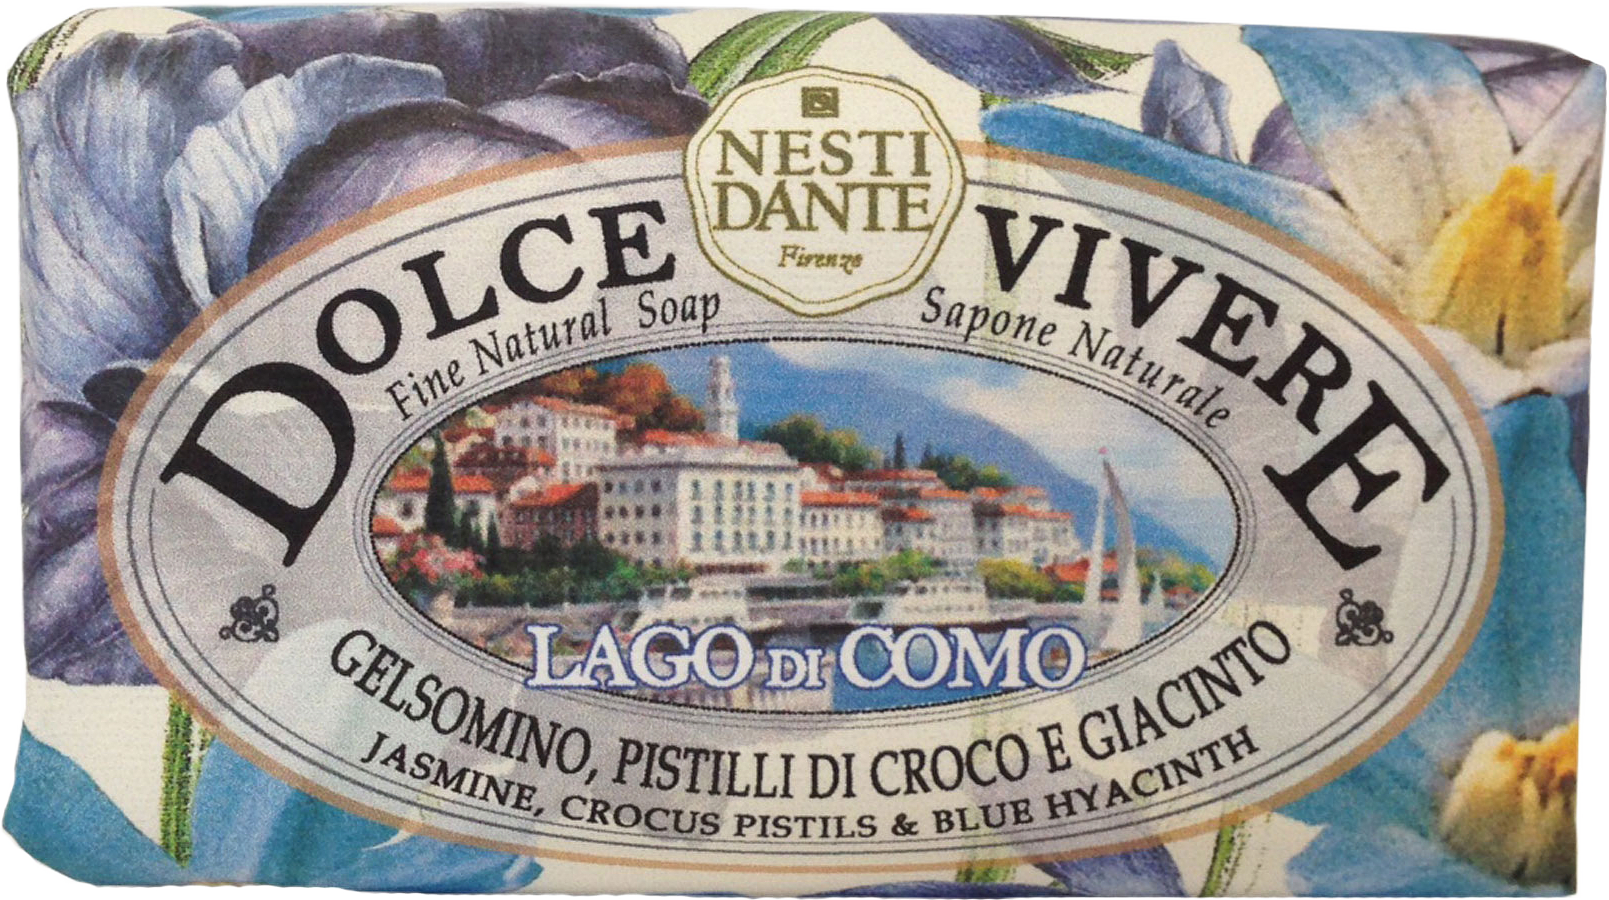 NESTI
DANTE
Firenze
DOLCE VIVERE
Fine Natural Soap Sapone Naturale
LAGO DI COMO
GELSOMINO, PISTILLI DI CROCO E GIACINTO
JASMINE, CROCUS PISTILS & BLUE HYACINTH